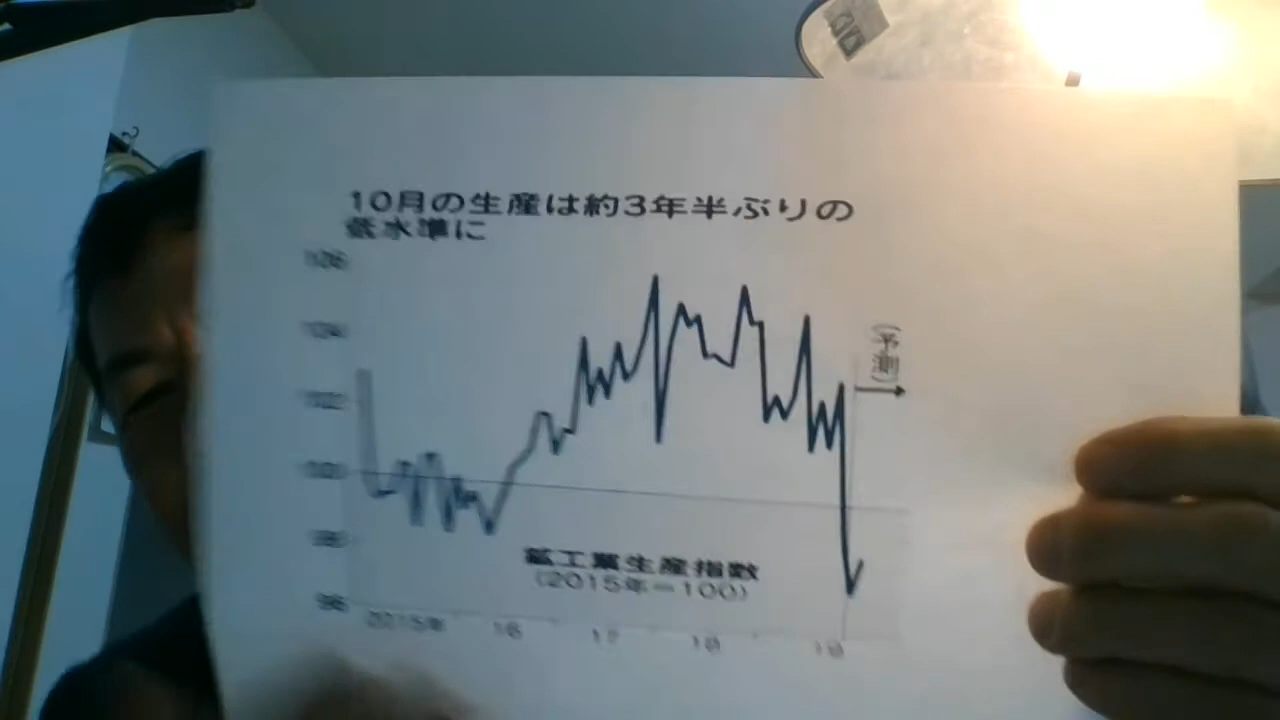 10月の生産は約3年半ぶりの
低水準に
106
104
102
100
98
96
(予測)
鉱工業生産指数
(2015年=100)
2015年 16 17 18 19